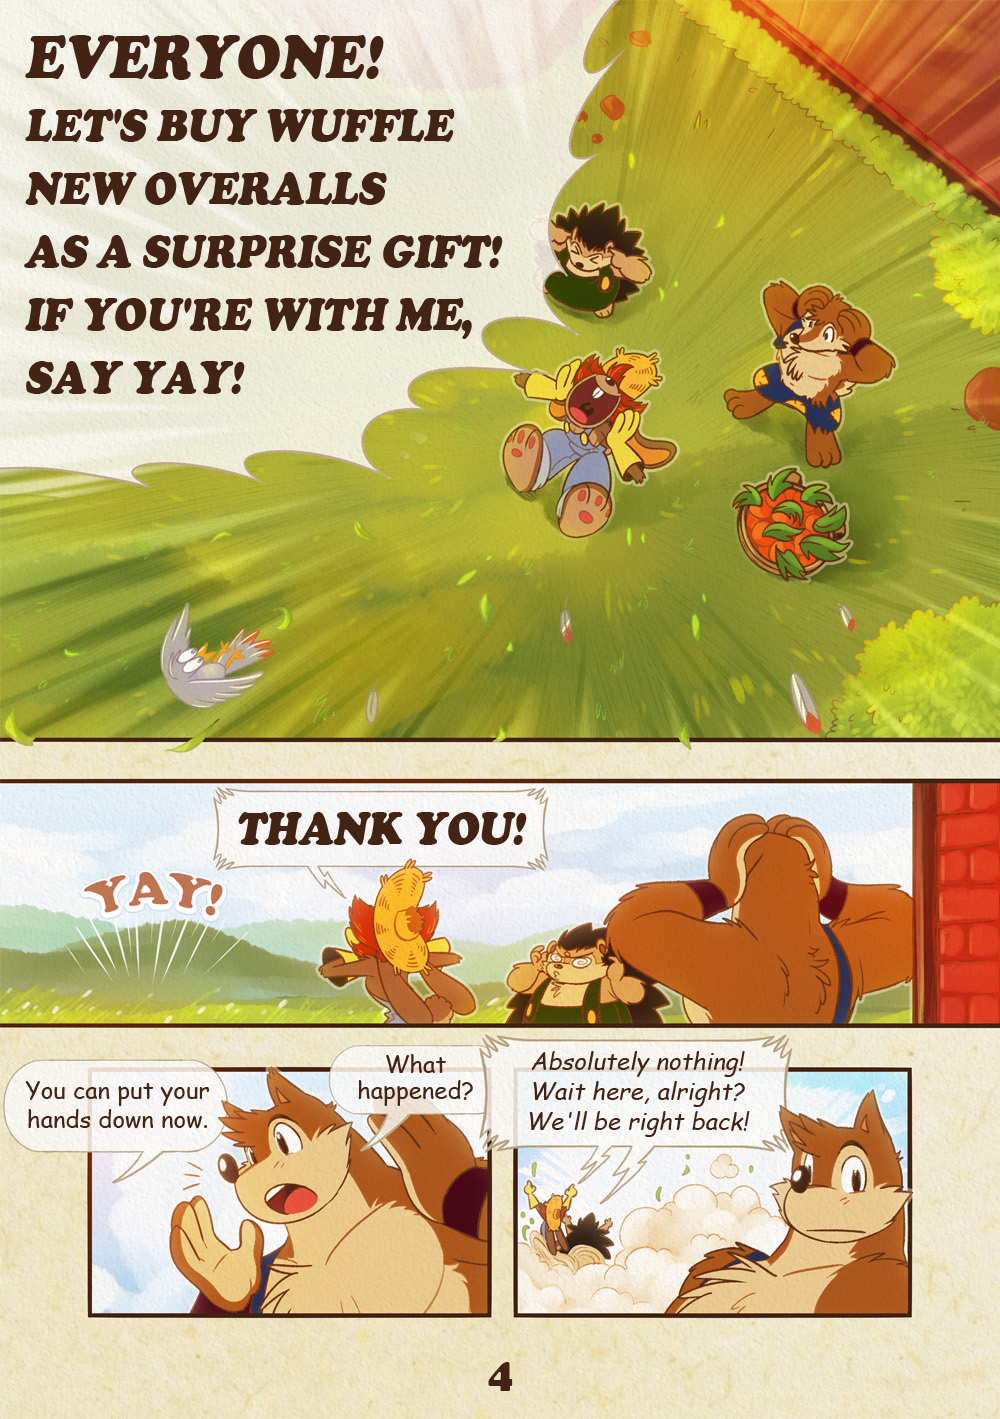 EVERYONE!
LET'S BUY WUFFLE
NEW OVERALLS
AS A SURPRISE GIFT!
IF YOU'RE WITH ME,
SAY YAY!
THANK YOU!
YAY!
You can put your
hands down now.
What
happened?
Absolutely nothing!
Wait here, alright?
We'll be right back!
4